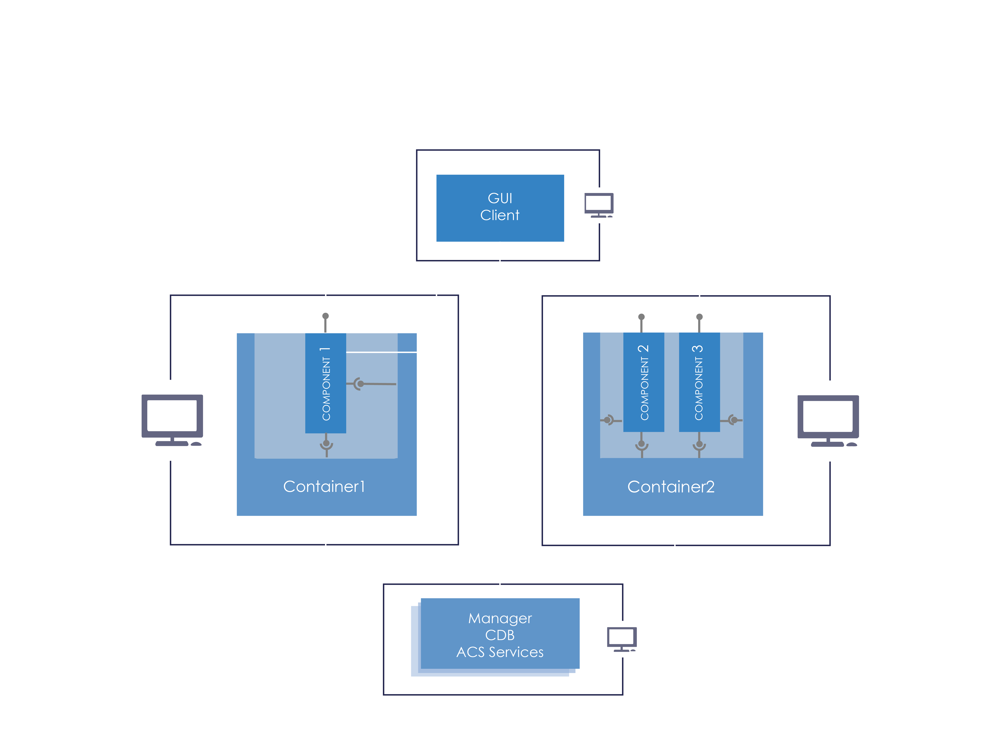 GUI
Client
COMPONENT 1
Container1
COMPONENT 2
COMPONENT 3
Container2
Manager
CDB
ACS Services